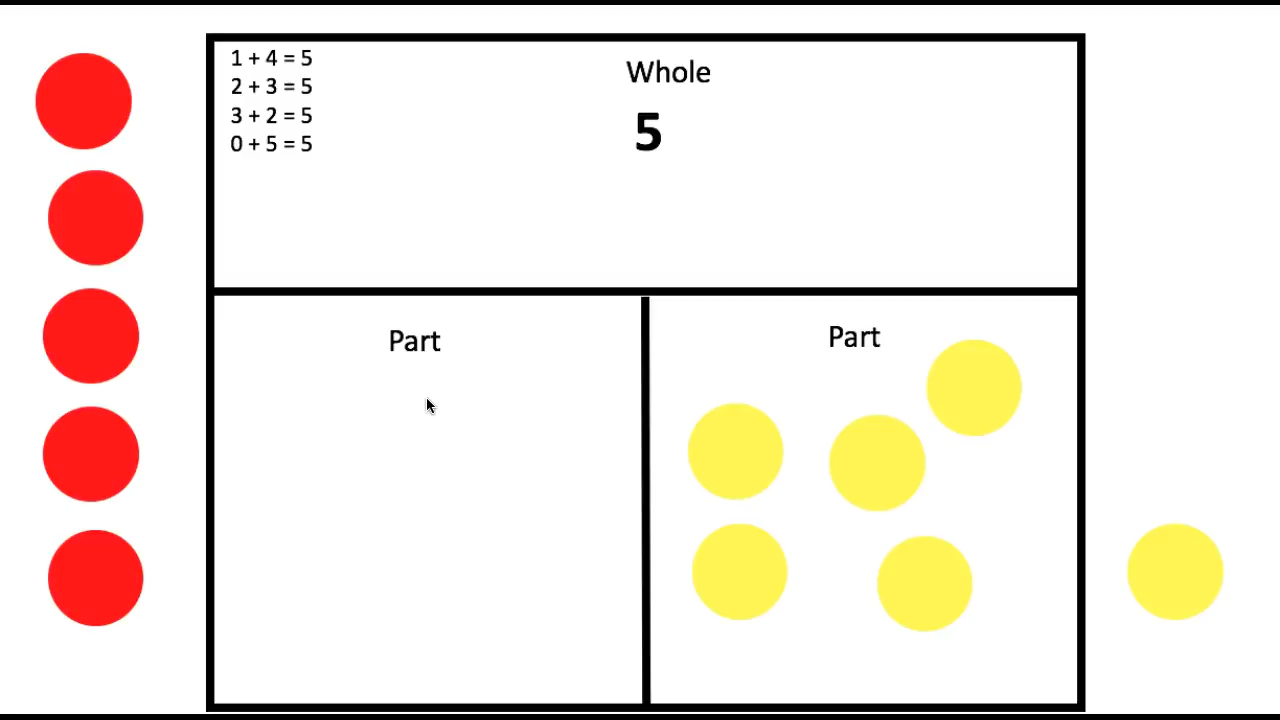 1 + 4 = 5
2 + 3 = 5
3 + 2 = 5
0 + 5 = 5
Whole
5
Part
Part